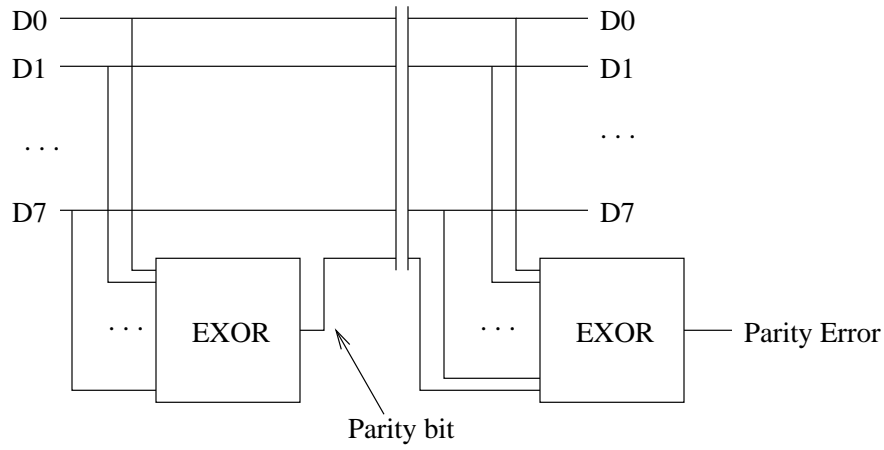 D0 D0
D1 D1
. . . . . .
D7 D7
. . . EXOR . . . EXOR Parity Error
Parity bit